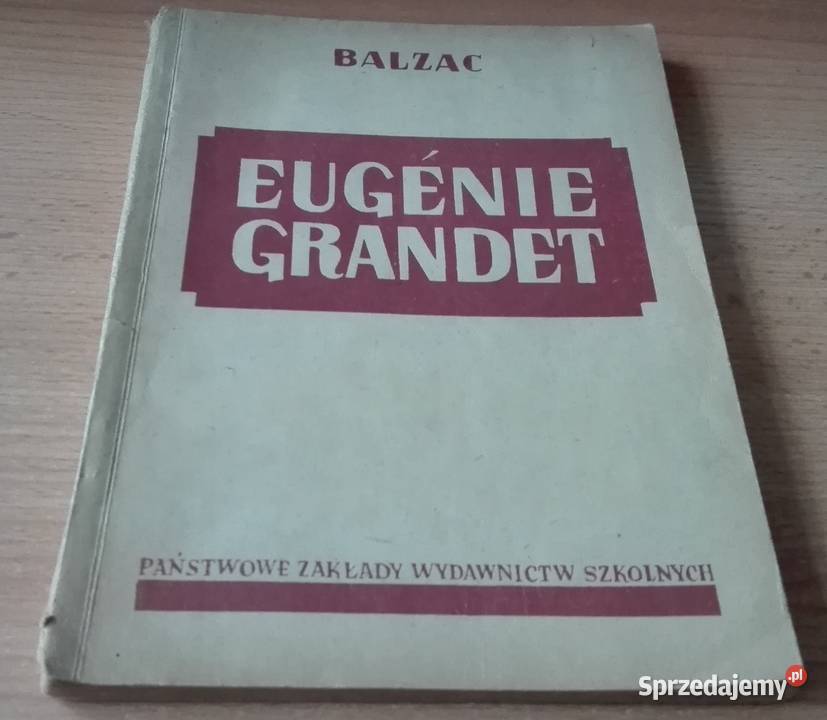 BALZAC
EUGÉNIE
GRANDET
PAŃSTWOWE ZAKŁADY WYDAWNICTW SZKOLNYCH
Sprzedajemy.pl